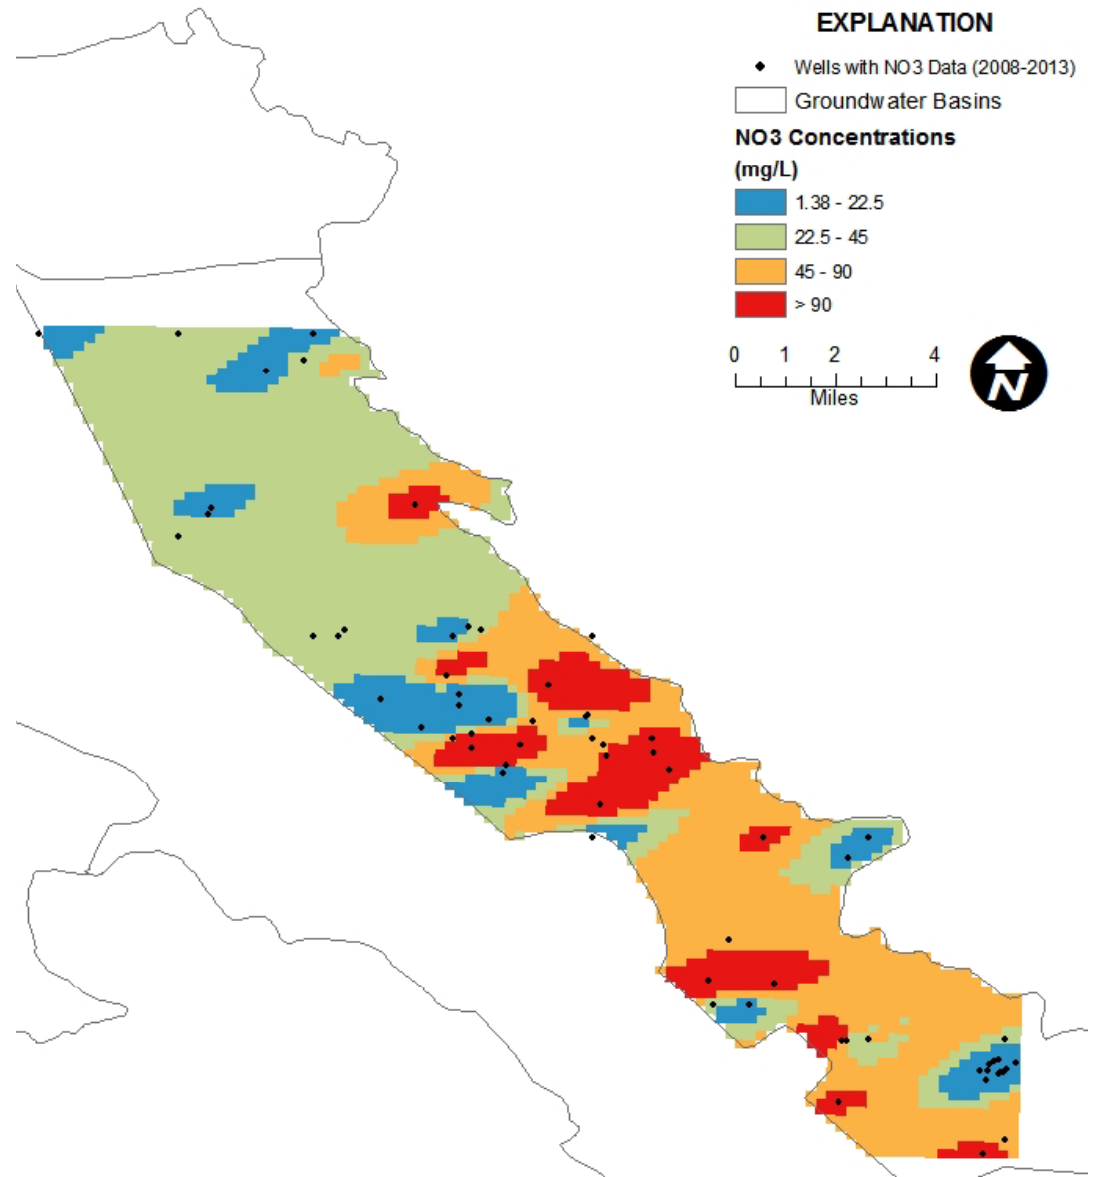 EXPLANATION
Wells with NO3 Data (2008-2013)
Groundwater Basins
NO3 Concentrations
(mg/L)
1.38 - 22.5
22.5 - 45
45 - 90
> 90
0 1 2 4
Miles
N